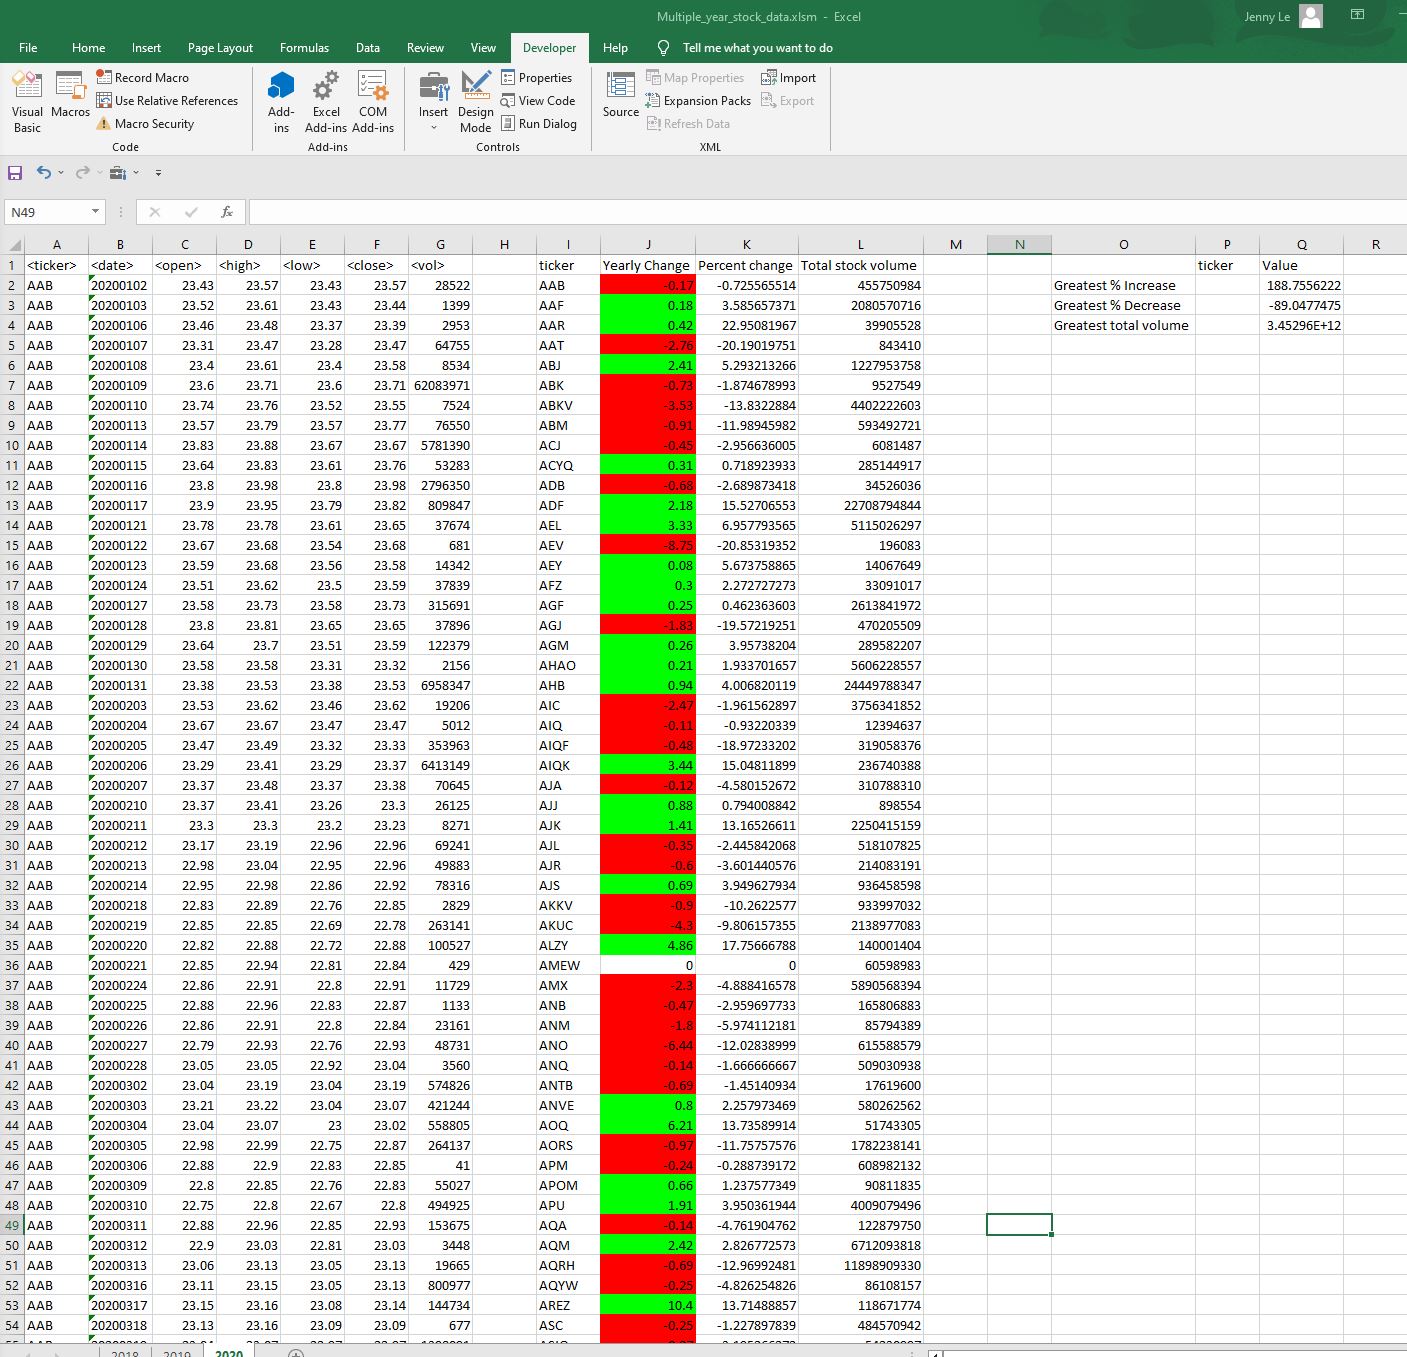 Multiple_year_stock_data.xlsm - Excel
Jenny Le
File Home Insert Page Layout Formulas Data Review View Developer Help Tell me what you want to do
Visual Basic
Macros
Record Macro
Use Relative References
Macro Security
Code
Add-ins
Excel Add-ins
COM Add-ins
Add-ins
Insert
Design Mode
Properties
View Code
Run Dialog
Controls
Source
Map Properties
Expansion Packs
Refresh Data
Import
Export
XML
N49
fx
A B C D E F G H I J K L M N O P Q R
1 <ticker> <date> <open> <high> <low> <close> <vol> ticker Yearly Change Percent change Total stock volume ticker Value
2 AAB 20200102 23.43 23.57 23.43 23.57 28522 AAB -0.17 -0.725565514 455750984 Greatest % Increase 188.7556222
3 AAB 20200103 23.52 23.61 23.43 23.44 1399 AAF 0.18 3.585657371 2080570716 Greatest % Decrease -89.0477475
4 AAB 20200106 23.46 23.48 23.37 23.39 2953 AAR 0.42 22.95081967 39905528 Greatest total volume 3.45296E+12
5 AAB 20200107 23.31 23.47 23.28 23.47 64755 AAT -2.76 -20.19019751 843410
6 AAB 20200108 23.4 23.61 23.4 23.58 8534 ABJ 2.41 5.293213266 1227953758
7 AAB 20200109 23.6 23.71 23.6 23.71 62083971 ABK -0.73 -1.874678993 9527549
8 AAB 20200110 23.74 23.76 23.52 23.55 7524 ABKV -3.53 -13.8322884 4402222603
9 AAB 20200113 23.57 23.79 23.57 23.77 76550 ABM -0.91 -11.98945982 593492721
10 AAB 20200114 23.83 23.88 23.67 23.67 5781390 ACJ -0.45 -2.956636005 6081487
11 AAB 20200115 23.64 23.83 23.61 23.76 53283 ACYQ 0.31 0.718923933 285144917
12 AAB 20200116 23.8 23.98 23.8 23.98 2796350 ADB -0.68 -2.689873418 34526036
13 AAB 20200117 23.9 23.95 23.79 23.82 809847 ADF 2.18 15.52706553 22708794844
14 AAB 20200121 23.78 23.78 23.61 23.65 37674 AEL 3.33 6.957793565 5115026297
15 AAB 20200122 23.67 23.68 23.54 23.68 681 AEV -8.75 -20.85319352 196083
16 AAB 20200123 23.59 23.68 23.56 23.58 14342 AEY 0.08 5.673758865 14067649
17 AAB 20200124 23.51 23.62 23.5 23.59 37839 AFZ 0.3 2.272727273 33091017
18 AAB 20200127 23.58 23.73 23.58 23.73 315691 AGF 0.25 0.462363603 2613841972
19 AAB 20200128 23.8 23.81 23.65 23.65 37896 AGJ -1.83 -19.57219251 470205509
20 AAB 20200129 23.64 23.7 23.51 23.59 122379 AGM 0.26 3.95738204 289582207
21 AAB 20200130 23.58 23.58 23.31 23.32 2156 AHAO 0.21 1.933701657 5606228557
22 AAB 20200131 23.38 23.53 23.38 23.53 6958347 AHB 0.94 4.006820119 24449788347
23 AAB 20200203 23.53 23.62 23.46 23.62 19206 AIC -2.47 -1.961562897 3756341852
24 AAB 20200204 23.67 23.67 23.47 23.47 5012 AIQ -0.11 -0.93220339 12394637
25 AAB 20200205 23.47 23.49 23.32 23.33 353963 AIQF -0.48 -18.97233202 319058376
26 AAB 20200206 23.29 23.41 23.29 23.37 6413149 AIQK 3.44 15.04811899 236740388
27 AAB 20200207 23.37 23.48 23.37 23.38 70645 AJA -0.12 -4.580152672 310788310
28 AAB 20200210 23.37 23.41 23.26 23.3 26125 AJJ 0.88 0.794008842 898554
29 AAB 20200211 23.3 23.3 23.2 23.23 8271 AJK 1.41 13.16526611 2250415159
30 AAB 20200212 23.17 23.19 22.96 22.96 69241 AJL -0.35 -2.445842068 518107825
31 AAB 20200213 22.98 23.04 22.95 22.96 49883 AJR -0.6 -3.601440576 214083191
32 AAB 20200214 22.95 22.98 22.86 22.92 78316 AJS 0.69 3.949627934 936458598
33 AAB 20200218 22.83 22.89 22.76 22.85 2829 AKKV -0.9 -10.2622577 933997032
34 AAB 20200219 22.85 22.85 22.69 22.78 263141 AKUC -4.3 -9.806157355 2138977083
35 AAB 20200220 22.82 22.88 22.72 22.88 100527 ALZY 4.86 17.75666788 140001404
36 AAB 20200221 22.85 22.94 22.81 22.84 429 AMEW 0 0 60598983
37 AAB 20200224 22.86 22.91 22.8 22.91 11729 AMX -2.3 -4.888416578 5890568394
38 AAB 20200225 22.88 22.96 22.83 22.87 1133 ANB -0.47 -2.959697733 165806883
39 AAB 20200226 22.86 22.91 22.8 22.84 23161 ANM -1.8 -5.974112181 85794389
40 AAB 20200227 22.79 22.93 22.76 22.93 48731 ANO -6.44 -12.02838999 615588579
41 AAB 20200228 23.05 23.05 22.92 23.04 3560 ANQ -0.14 -1.666666667 509030938
42 AAB 20200302 23.04 23.19 23.04 23.19 574826 ANTB -0.69 -1.45140934 17619600
43 AAB 20200303 23.21 23.22 23.04 23.07 421244 ANVE 0.8 2.257973469 580262562
44 AAB 20200304 23.04 23.07 23 23.02 558805 AOQ 6.21 13.73589914 51743305
45 AAB 20200305 22.98 22.99 22.75 22.87 264137 AORS -0.97 -11.75757576 1782238141
46 AAB 20200306 22.88 22.9 22.83 22.85 41 APM -0.24 -0.288739172 608982132
47 AAB 20200309 22.8 22.85 22.76 22.83 55027 APOM 0.66 1.237577349 90811835
48 AAB 20200310 22.75 22.8 22.67 22.8 494925 APU 1.91 3.950361944 4009079496
49 AAB 20200311 22.88 22.96 22.85 22.93 153675 AQA -0.14 -4.761904762 122879750
50 AAB 20200312 22.9 23.03 22.81 23.03 3448 AQM 2.42 2.826772573 6712093818
51 AAB 20200313 23.06 23.13 23.05 23.13 19665 AQRH -0.69 -12.96992481 11898909330
52 AAB 20200316 23.11 23.15 23.05 23.13 800977 AQYW -0.25 -4.826254826 86108157
53 AAB 20200317 23.15 23.16 23.08 23.14 144734 AREZ 10.4 13.71488857 118671774
54 AAB 20200318 23.13 23.16 23.09 23.09 677 ASC -0.25 -1.227897839 484570942
2018 2019 2020